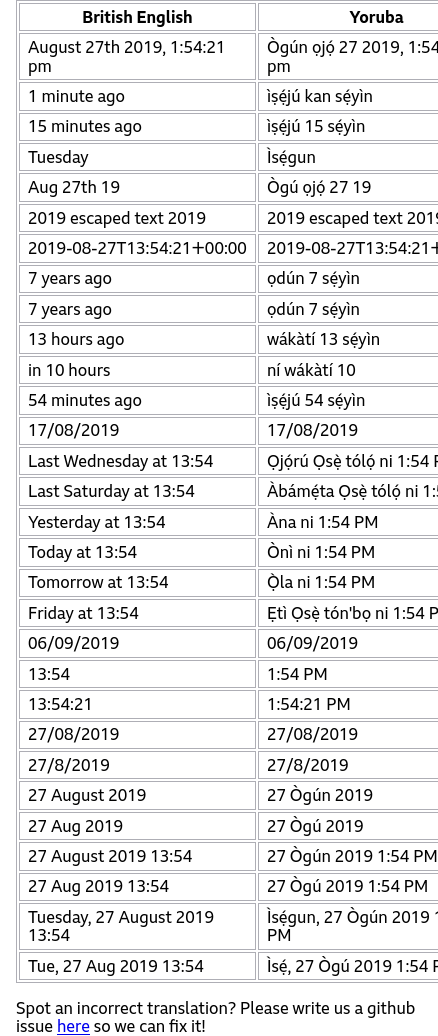 British English Yoruba
August 27th 2019, 1:54:21 Ògún ọjọ́ 27 2019,
pm pm
1 minute ago ìsẹ́jú kan sẹ́yìn
15 minutes ago ìsẹ́jú 15 sẹ́yìn
Tuesday Ìsẹ́gun
Aug 27th 19 Ògú ọjọ́ 27 19
2019 escaped text 2019 2019 escaped text
2019-08-27T13:54:21+00:00
7 years ago ọdún 7 sẹ́yìn
7 years ago ọdún 7 sẹ́yìn
13 hours ago wákàtí 13 sẹ́yìn
in 10 hours ní wákàtí 10
54 minutes ago ìsẹ́jú 54 sẹ́yìn
17/08/2019 17/08/2019
Last Wednesday at 13:54 Ọjọ́rú Ọsẹ̀ tólọ́ ni 1:54
Last Saturday at 13:54 Àbámẹ́ta Ọsẹ̀ tólọ́ ni
Yesterday at 13:54 Àna ni 1:54 PM
Today at 13:54 Ònì ni 1:54 PM
Tomorrow at 13:54 Ọ̀la ni 1:54 PM
Friday at 13:54 Ẹtì Ọsẹ̀ tón'bọ ni 1:54
06/09/2019 06/09/2019
13:54 1:54 PM
13:54:21 1:54:21 PM
27/08/2019 27/08/2019
27/8/2019 27/8/2019
27 August 2019 27 Ògún 2019
27 Aug 2019 27 Ògú 2019
27 August 2019 13:54 27 Ògún 2019 1:54 PM
27 Aug 2019 13:54 27 Ògú 2019 1:54 PM
Tuesday, 27 August 2019 Ìsẹ́gun, 27 Ògún 2019
13:54 PM
Tue, 27 Aug 2019 13:54 Ìsẹ́, 27 Ògú 2019 1:54
Spot an incorrect translation? Please write us a github
issue here so we can fix it!